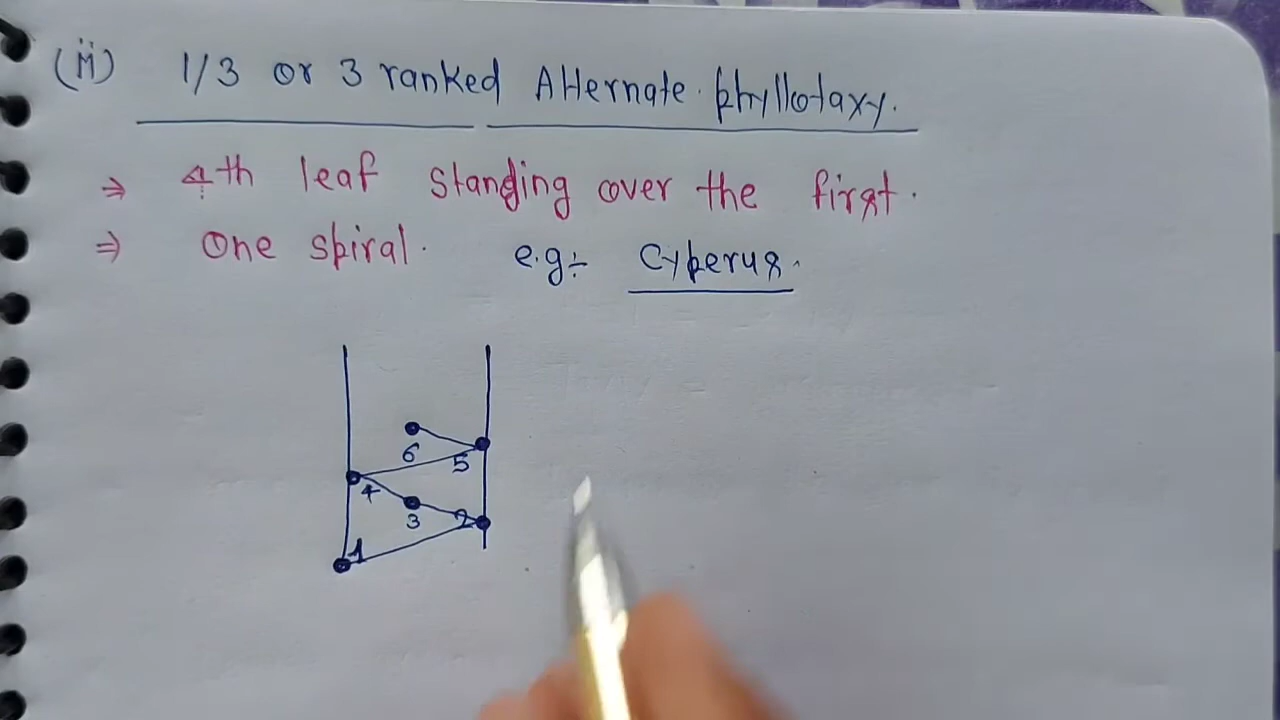 (ii) 1/3 or 3 ranked Alternate phyllotaxy.
⇒ 4th leaf standing over the first.
⇒ One spiral. e.g:- Cyperus.
6
5
4
3 2
1